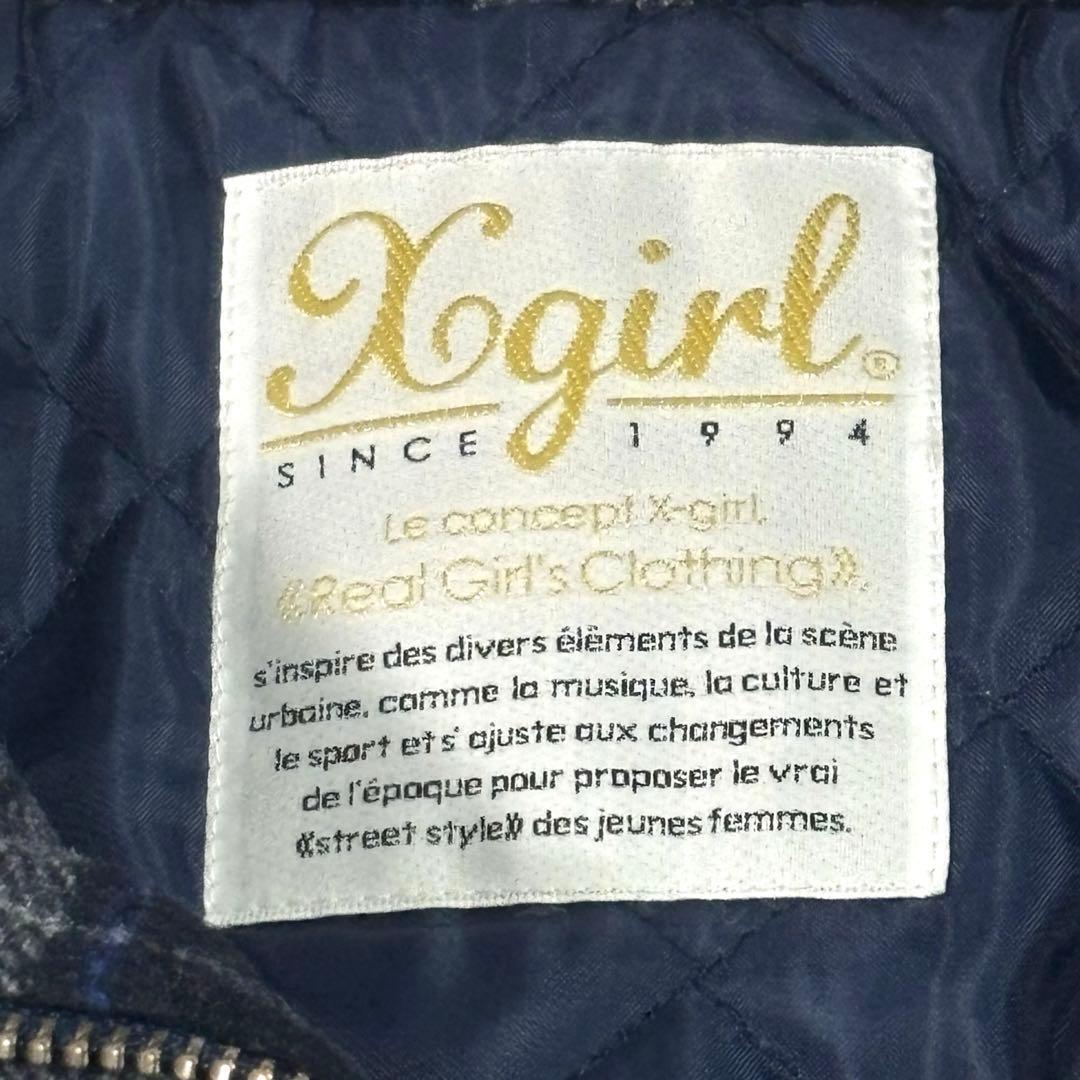 Xgirl®
SINCE 1994
Le concept X-girl,
《Real Girl's Clothing》,
s'inspire des divers éléments de la scène
urbaine, comme la musique, la culture et
le sport et s' ajuste aux changements
de l'époque pour proposer le vrai
《street style》 des jeunes femmes.